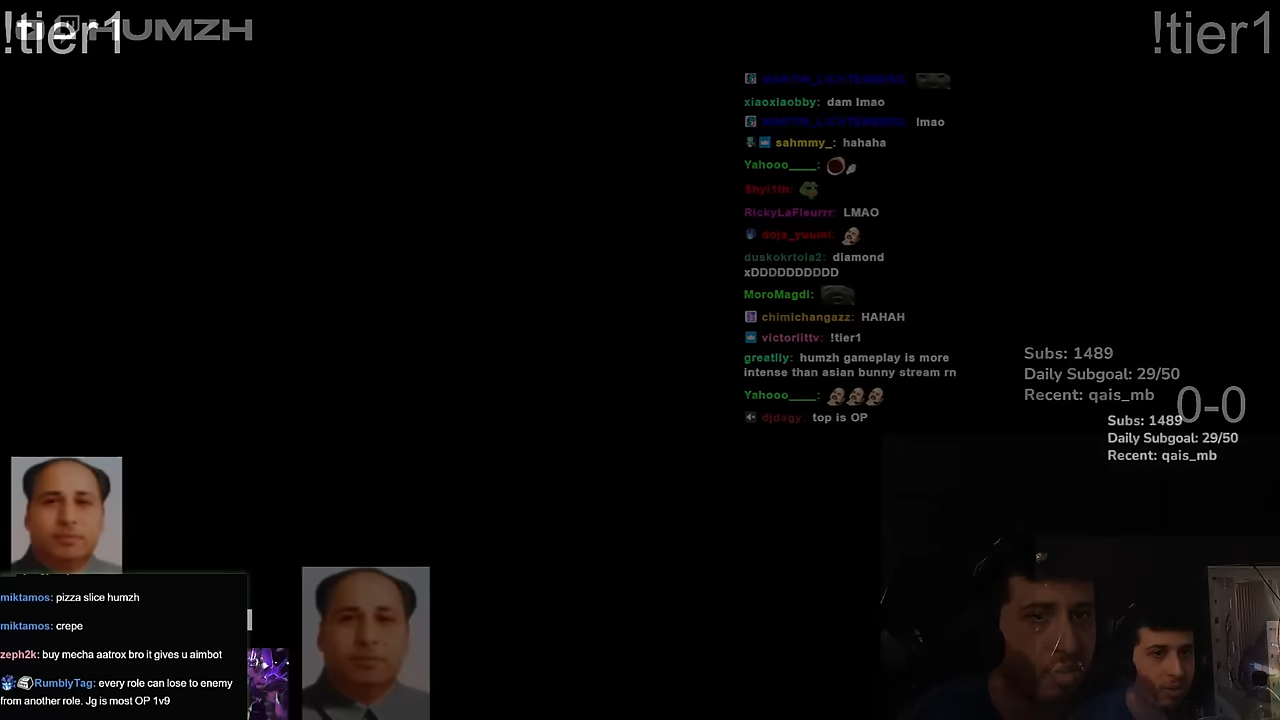 !tier1
HUMZH
!tier1
xiaoxiaobby: dam lmao
lmao
sahmmy_: hahaha
Yahooo____:
Shyl1th:
RickyLaFleurrr: LMAO
doja_yuumi:
duskokrtola2: diamond
xDDDDDDDDDD
MoroMagdi:
chimichangazz: HAHAH
victorlittv: !tier1
greatlly: humzh gameplay is more
intense than asian bunny stream rn
Yahooo____:
djdagy: top is OP
Subs: 1489
Daily Subgoal: 29/50
Recent: qais_mb
0-0
Subs: 1489
Daily Subgoal: 29/50
Recent: qais_mb
miktamos: pizza slice humzh
miktamos: crepe
zeph2k: buy mecha aatrox bro it gives u aimbot
RumblyTag: every role can lose to enemy
from another role. Jg is most OP 1v9